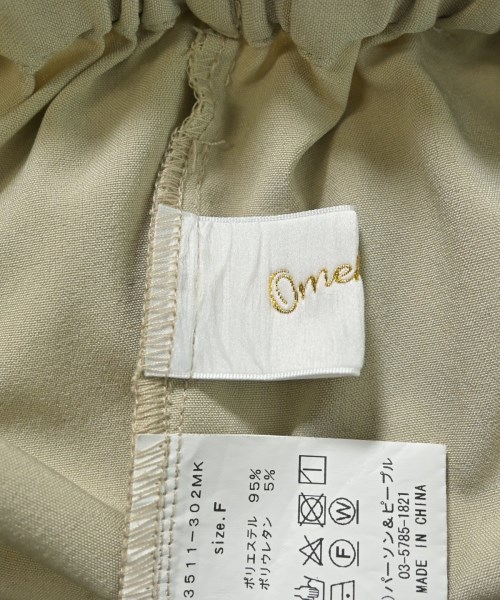 3511-302MK
size.F
ポリエステル 95%
ポリウレタン 5%
F W
)パーソン&ピープル
03-5785-1821
MADE IN CHINA